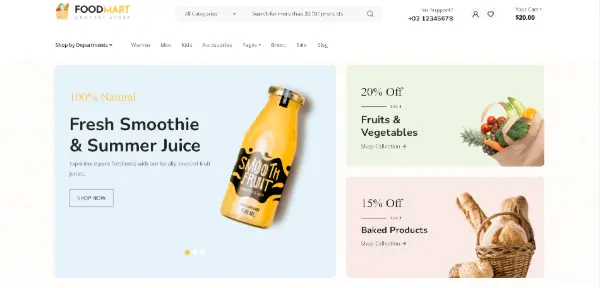 FOODMART
GROCERY STORE
All Categories
Search for more than 20,000 products
For Support?
+02 12345678
Your Cart
$20.00
Shop by Departments
Women
Men
Kids
Accessories
Pages
Brand
Sale
Blog
100% Natural
Fresh Smoothie
& Summer Juice
Experience pure freshness with our locally sourced fruit
juices.
SHOP NOW
SMOOTH
FRUIT
20% Off
SALE
Fruits &
Vegetables
Shop Collection →
15% Off
SALE
Baked Products
Shop Collection →